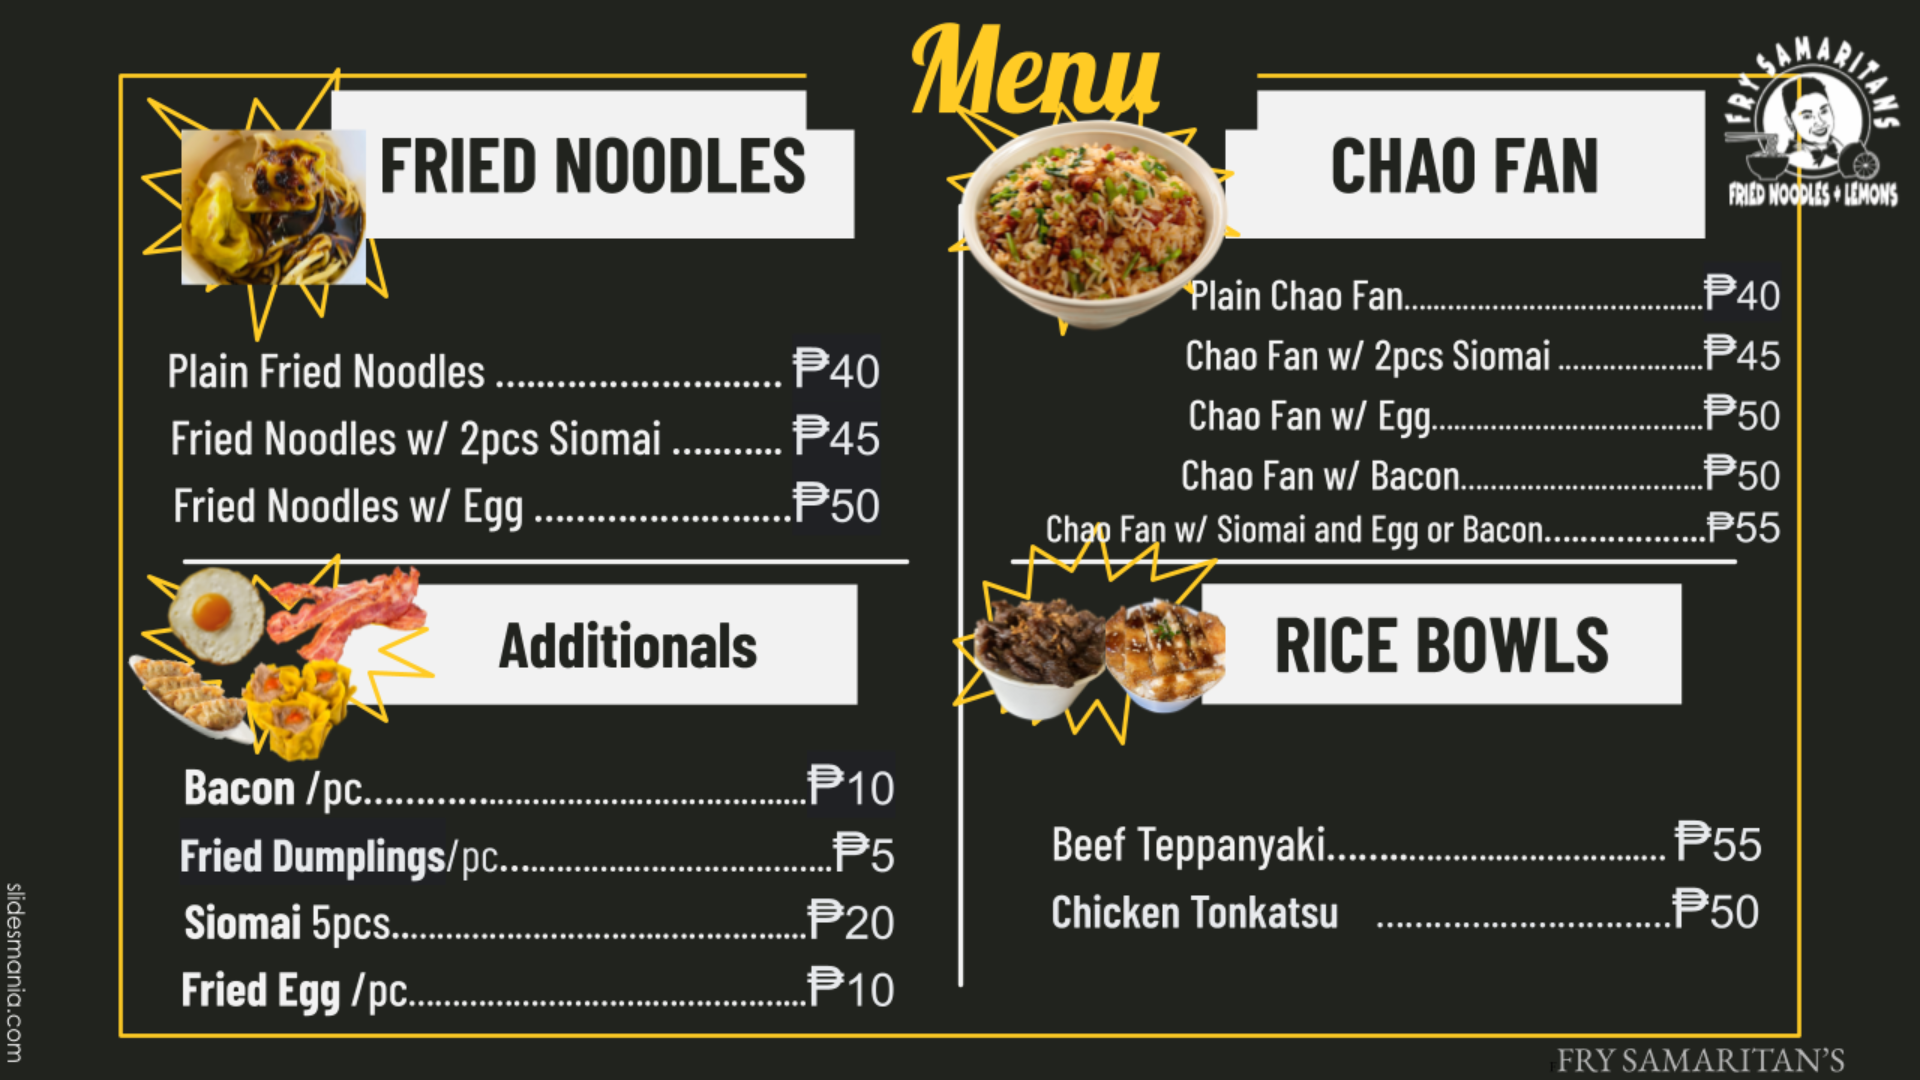 Menu
FRY SAMARITANS
FRIED NOODLES + LEMONS
FRIED NOODLES
Plain Fried Noodles ............................ ₱40
Fried Noodles w/ 2pcs Siomai ........... ₱45
Fried Noodles w/ Egg .........................₱50
CHAO FAN
Plain Chao Fan.......................................₱40
Chao Fan w/ 2pcs Siomai ...................₱45
Chao Fan w/ Egg...................................₱50
Chao Fan w/ Bacon...............................₱50
Chao Fan w/ Siomai and Egg or Bacon..................₱55
Additionals
Bacon /pc..................................................₱10
Fried Dumplings/pc.....................................₱5
Siomai 5pcs..............................................₱20
Fried Egg /pc............................................₱10
RICE BOWLS
Beef Teppanyaki.................................... ₱55
Chicken Tonkatsu ................................₱50
slidesmania.com
FRY SAMARITAN'S